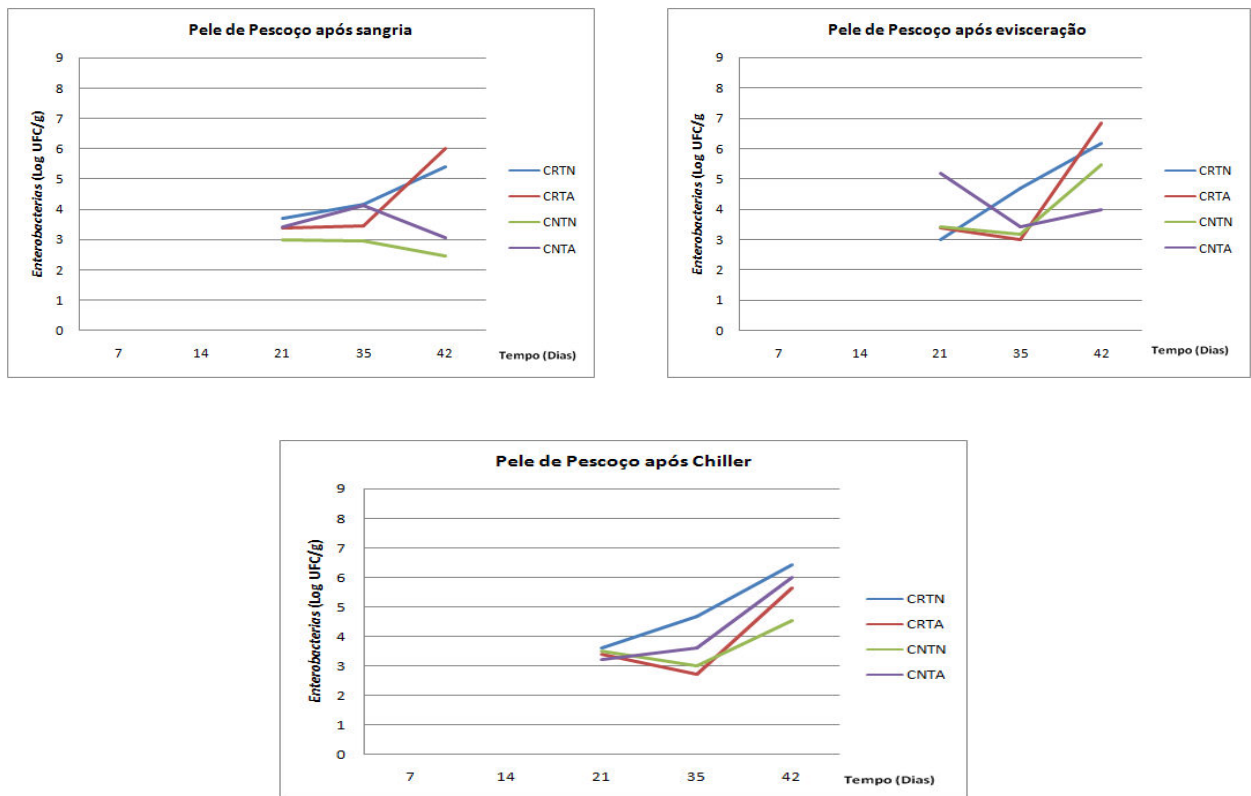 Pele de Pescoço após sangria
Enterobacterias (Log UFC/g)
9
8
7
6
5
4
3
2
1
0
7 14 21 35 42 Tempo (Dias)
CRTN
CRTA
CNTN
CNTA
Pele de Pescoço após evisceração
Enterobacterias (Log UFC/g
9
8
7
6
5
4
3
2
1
0
7 14 21 35 42 Tempo (Dias)
CRTN
CRTA
CNTN
CNTA
Pele de Pescoço após Chiller
Enterobacterias (Log UFC/g)
9
8
7
6
5
4
3
2
1
0
7 14 21 35 42 Tempo (Dias)
CRTN
CRTA
CNTN
CNTA